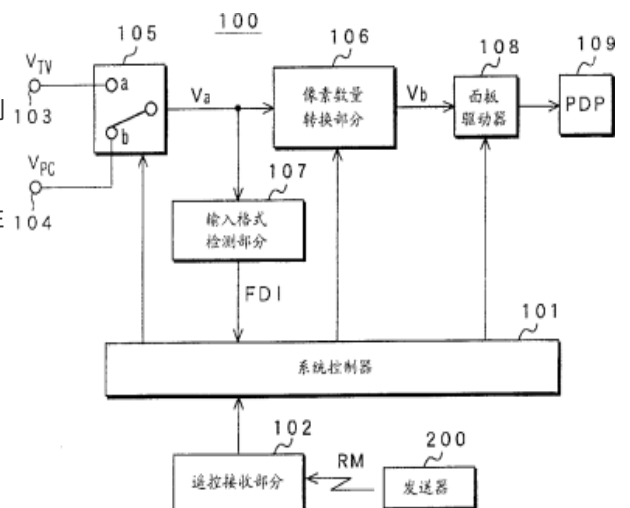 100
105
106
108
109
V_TV
a
103
Va
像素数量
转换部分
Vb
面板
驱动器
PDP
b
V_PC
104
107
输入格式
检测部分
FDI
101
系统控制器
102
遥控接收部分
RM
200
发送器